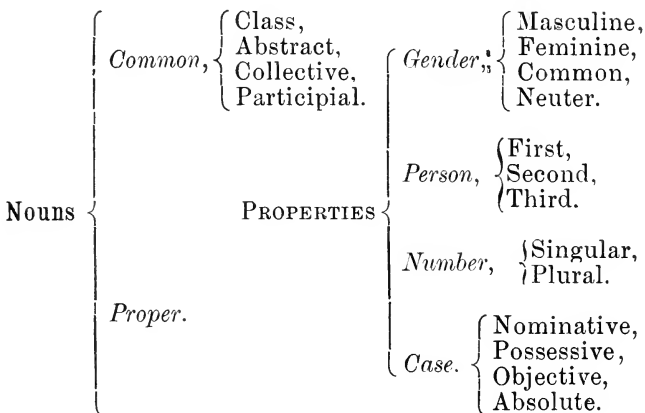 Nouns
Common,
Class,
Abstract,
Collective,
Participial.
Proper.
PROPERTIES
Gender,
Masculine,
Feminine,
Common,
Neuter.
Person,
First,
Second,
Third.
Number,
Singular,
Plural.
Case.
Nominative,
Possessive,
Objective,
Absolute.